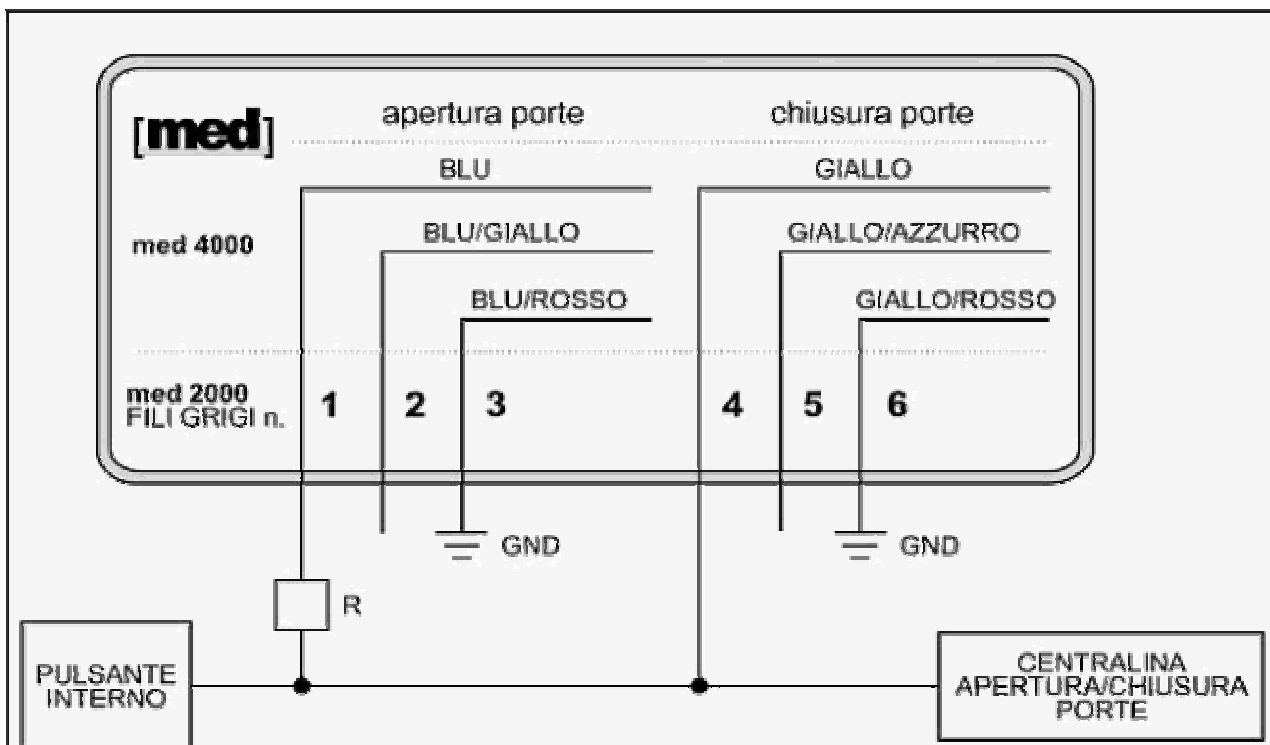 [med]
apertura porte
chiusura porte
BLU
GIALLO
med 4000
BLU/GIALLO
GIALLO/AZZURRO
BLU/ROSSO
GIALLO/ROSSO
med 2000
FILI GRIGI n.
1
2
3
4
5
6
GND
GND
R
PULSANTE
INTERNO
CENTRALINA
APERTURA/CHIUSURA
PORTE